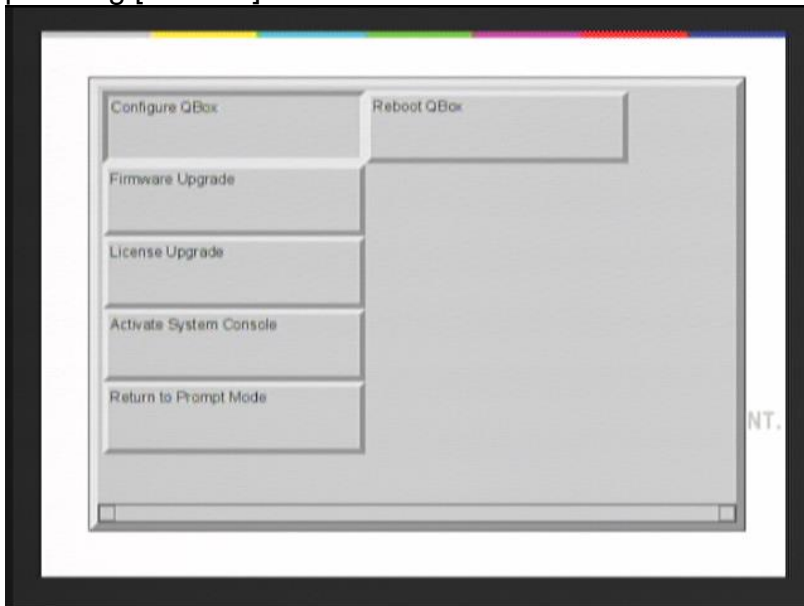 Configure QBox
Reboot QBox
Firmware Upgrade
License Upgrade
Activate System Console
Return to Prompt Mode
NT.